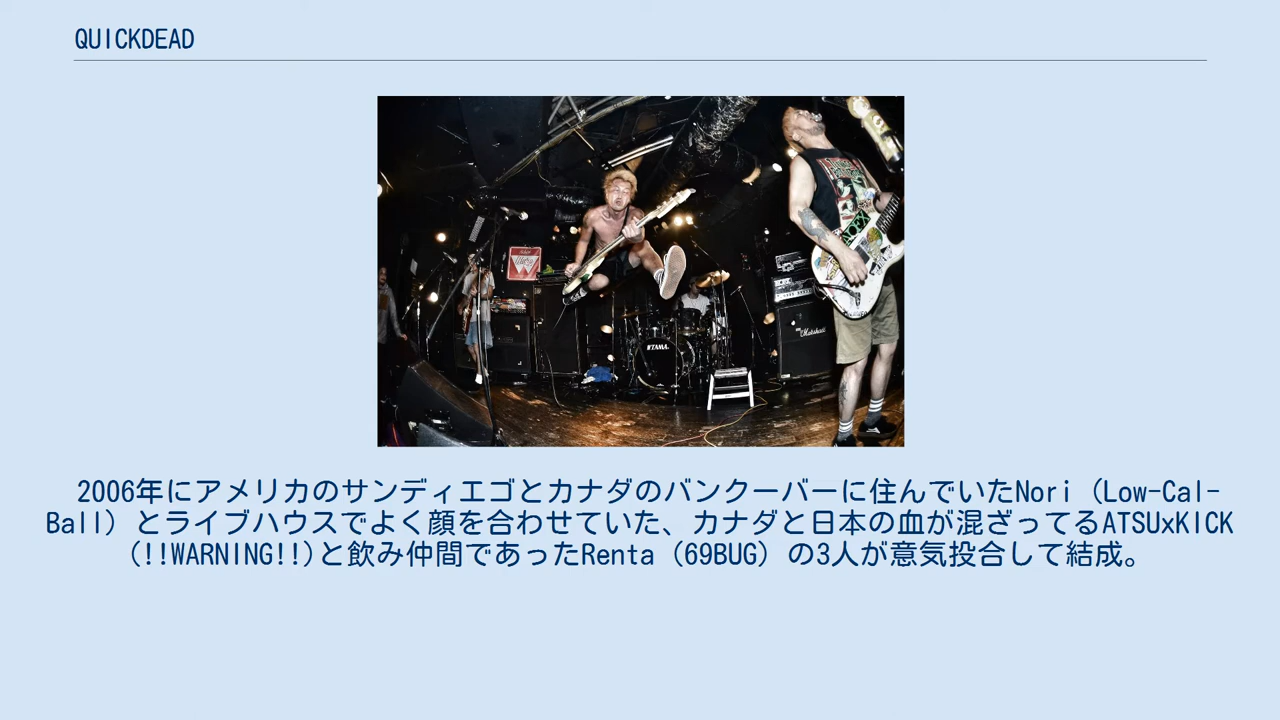 QUICKDEAD
TAMA
Marshall
NOFX
2006年にアメリカのサンディエゴとカナダのバンクーバーに住んでいたNori（Low-Cal-
Ball）とライブハウスでよく顔を合わせていた、カナダと日本の血が混ざってるATSUxKICK
(!!WARNING!!)と飲み仲間であったRenta（69BUG）の3人が意気投合して結成。